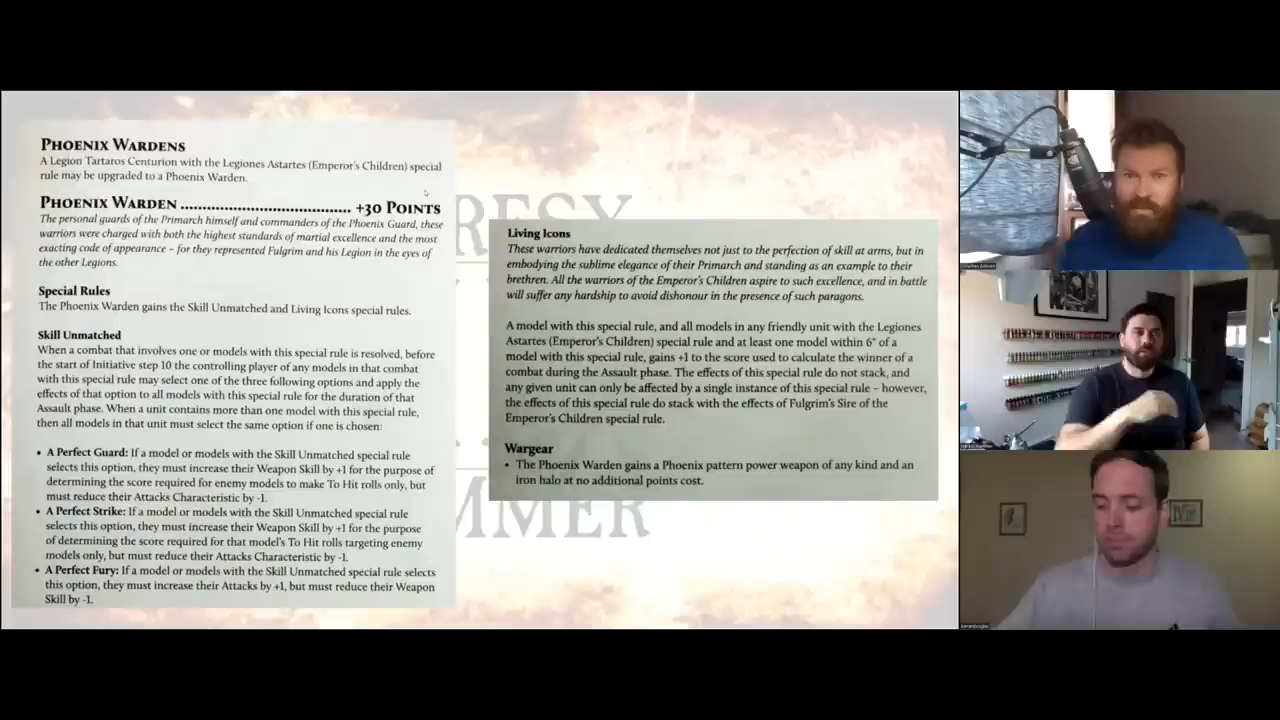 PHOENIX WARDENS
A Legion Tartaros Centurion with the Legiones Astartes (Emperor's Children) special
rule may be upgraded to a Phoenix Warden.
PHOENIX WARDEN .................................... +30 POINTS
The personal guards of the Primarch himself and commanders of the Phoenix Guard, these
warriors were charged with both the highest standards of martial excellence and the most
exacting code of appearance – for they represented Fulgrim and his Legion in the eyes of
the other Legions.
Special Rules
The Phoenix Warden gains the Skill Unmatched and Living Icons special rules.
Skill Unmatched
When a combat that involves one or models with this special rule is resolved, before
the start of Initiative step 10 the controlling player of any models in that combat
with this special rule may select one of the three following options and apply the
effects of that option to all models with this special rule for the duration of that
Assault phase. When a unit contains more than one model with this special rule,
then all models in that unit must select the same option if one is chosen:
• A Perfect Guard: If a model or models with the Skill Unmatched special rule
selects this option, they must increase their Weapon Skill by +1 for the purpose of
determining the score required for enemy models to make To Hit rolls only, but
must reduce their Attacks Characteristic by -1.
• A Perfect Strike: If a model or models with the Skill Unmatched special rule
selects this option, they must increase their Weapon Skill by +1 for the purpose
of determining the score required for that model's To Hit rolls targeting enemy
models only, but must reduce their Attacks Characteristic by -1.
• A Perfect Fury: If a model or models with the Skill Unmatched special rule selects
this option, they must increase their Attacks by +1, but must reduce their Weapon
Skill by -1.
RESY
MMER
Living Icons
These warriors have dedicated themselves not just to the perfection of skill at arms, but in
embodying the sublime elegance of their Primarch and standing as an example to their
brethren. All the warriors of the Emperor's Children aspire to such excellence, and in battle
will suffer any hardship to avoid dishonour in the presence of such paragons.
A model with this special rule, and all models in any friendly unit with the Legiones
Astartes (Emperor's Children) special rule and at least one model within 6" of a
model with this special rule, gains +1 to the score used to calculate the winner of a
combat during the Assault phase. The effects of this special rule do not stack, and
any given unit can only be affected by a single instance of this special rule – however,
the effects of this special rule do stack with the effects of Fulgrim's Sire of the
Emperor's Children special rule.
Wargear
• The Phoenix Warden gains a Phoenix pattern power weapon of any kind and an
iron halo at no additional points cost.